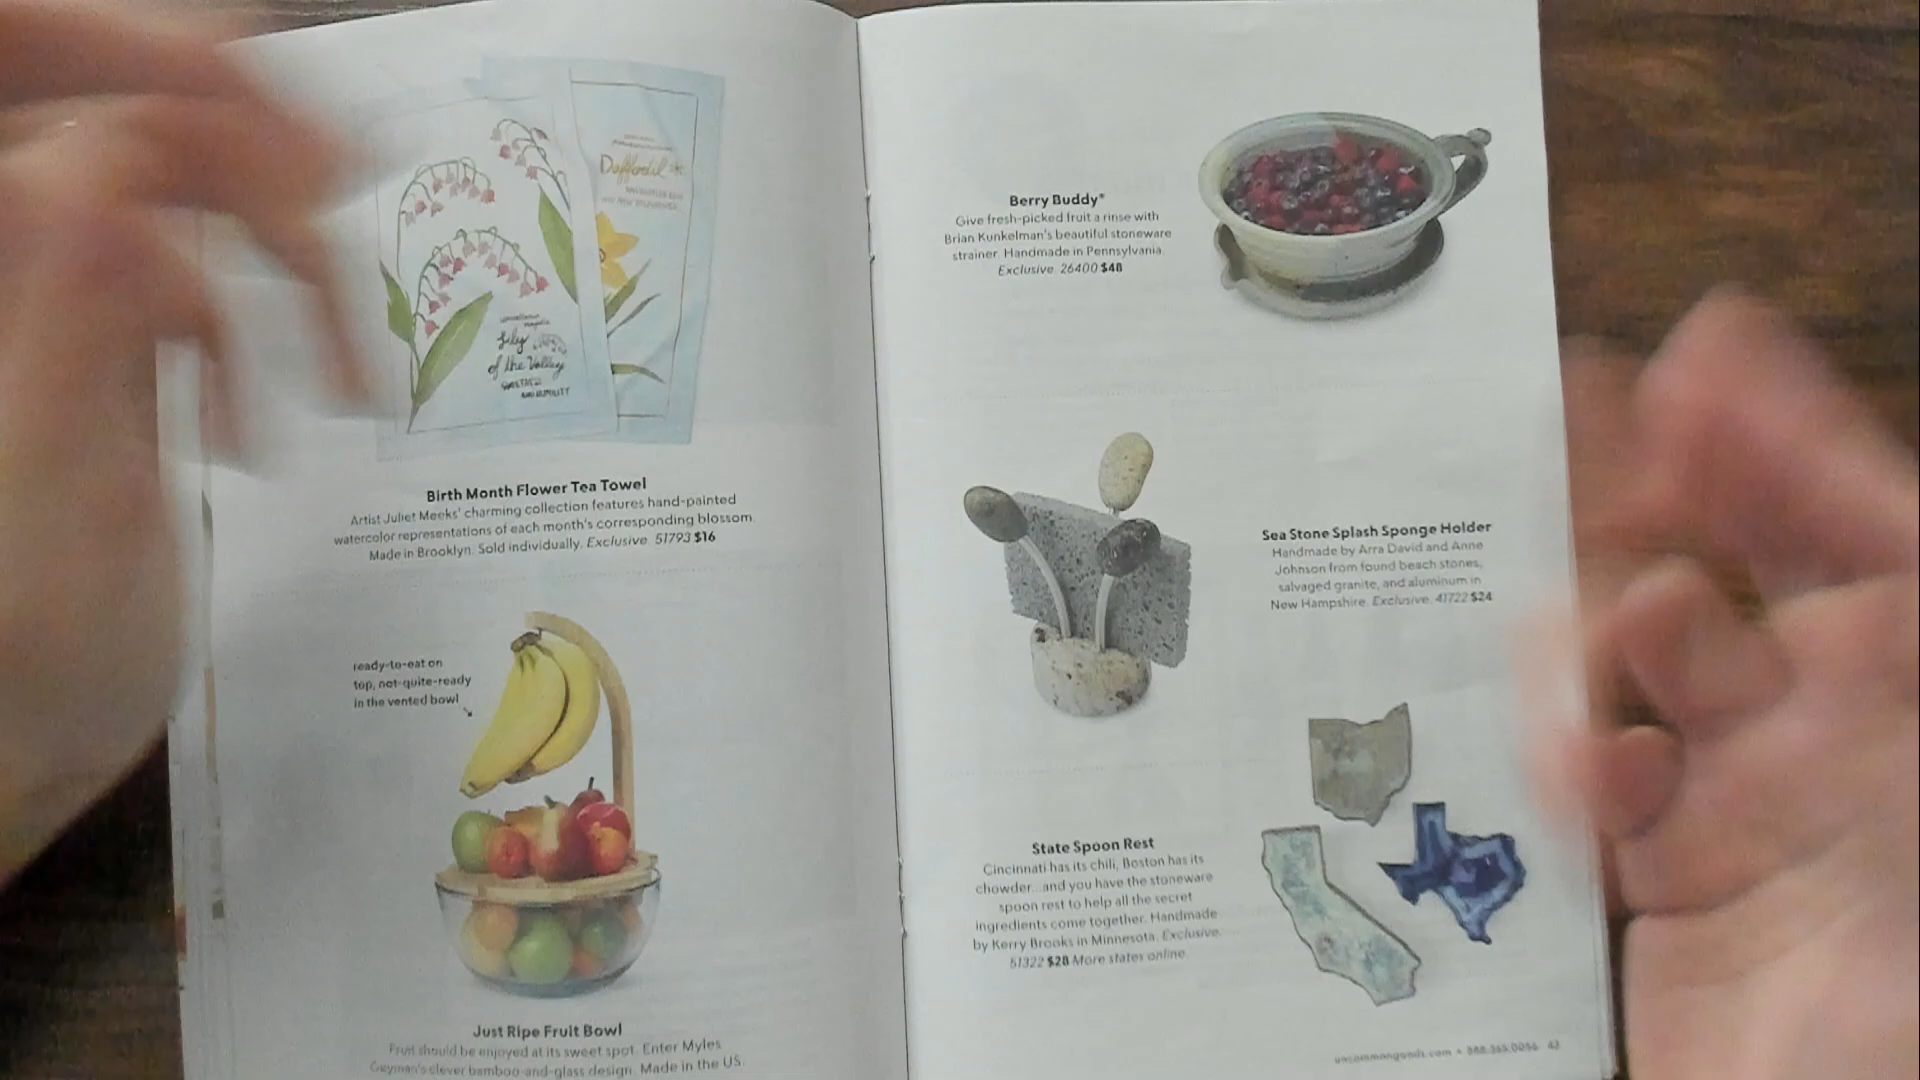 Daffodil
Lily
of the Valley
Birth Month Flower Tea Towel
Artist Juliet Meeks' charming collection features hand-painted
watercolor representations of each month's corresponding blossom.
Made in Brooklyn. Sold individually. Exclusive. 51793 $16
ready-to-eat on
top, not-quite-ready
in the vented bowl
Just Ripe Fruit Bowl
Fruit should be enjoyed at its sweet spot. Enter Myles
clever bamboo-and-glass design. Made in the US.
Berry Buddy®
Give fresh-picked fruit a rinse with
Brian Kunkelman's beautiful stoneware
strainer. Handmade in Pennsylvania.
Exclusive. 26400 $48
Sea Stone Splash Sponge Holder
Handmade by Arra David and Anne
Johnson from found beach stones,
salvaged granite, and aluminum in
New Hampshire. Exclusive. 41722 $24
State Spoon Rest
Cincinnati has its chili, Boston has its
chowder...and you have the stoneware
spoon rest to help all the secret
ingredients come together. Handmade
by Kerry Brooks in Minnesota. Exclusive.
51322 $28 More states online.
uncommongoods.com • 888.365.0056